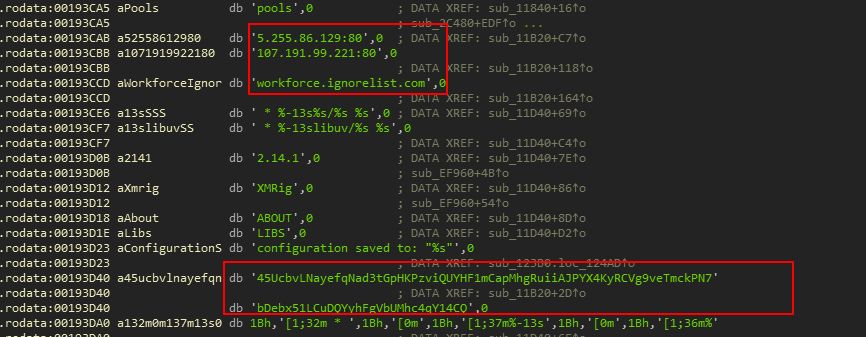 .rodata:00193CA5 aPools db 'pools',0 ; DATA XREF: sub_11840+16↑o
; sub_2C480+EDF↑o ...
.rodata:00193CAB a52558612980 db '5.255.86.129:80',0 ; DATA XREF: sub_11B20+C7↑o
.rodata:00193CBB a1071919922180 db '107.191.99.221:80',0
.rodata:00193CBB ; DATA XREF: sub_11B20+118↑o
.rodata:00193CCD aWorkforceIgnor db 'workforce.ignorelist.com',0
.rodata:00193CCD ; DATA XREF: sub_11B20+164↑o
.rodata:00193CE6 a13sSSS db ' * %-13s%s/%s %s',0 ; DATA XREF: sub_11D40+69↑o
.rodata:00193CF7 a13slibuvSS db ' * %-13slibuv/%s %s',0
.rodata:00193CF7 ; DATA XREF: sub_11D40+C4↑o
.rodata:00193D0B a2141 db '2.14.1',0 ; DATA XREF: sub_11D40+7E↑o
.rodata:00193D0B ; sub_EF960+4B↑o
.rodata:00193D12 aXmrig db 'XMRig',0 ; DATA XREF: sub_11D40+86↑o
.rodata:00193D12 ; sub_EF960+54↑o
.rodata:00193D18 aAbout db 'ABOUT',0 ; DATA XREF: sub_11D40+8D↑o
.rodata:00193D1E aLibs db 'LIBS',0 ; DATA XREF: sub_11D40+D2↑o
.rodata:00193D23 aConfigurationS db 'configuration saved to: "%s"',0
.rodata:00193D23 ; DATA XREF: sub_123B0:loc_124AD↑o
.rodata:00193D40 a45ucbvlnayefqn db '45UcbvLNayefqNad3tGpHKPzviQUYHF1mCapMhgRuiiAJPYX4KyRCVg9veTmckPN7'
.rodata:00193D40 ; DATA XREF: sub_11B20+2D↑o
.rodata:00193D40 db 'bDebx51LCuDQYyhFgVbUMhc4qY14CQ',0
.rodata:00193DA0 a132m0m137m13s0 db 1Bh,'[1;32m * ',1Bh,'[0m',1Bh,'[1;37m%-13s',1Bh,'[0m',1Bh,'[1;36m%'